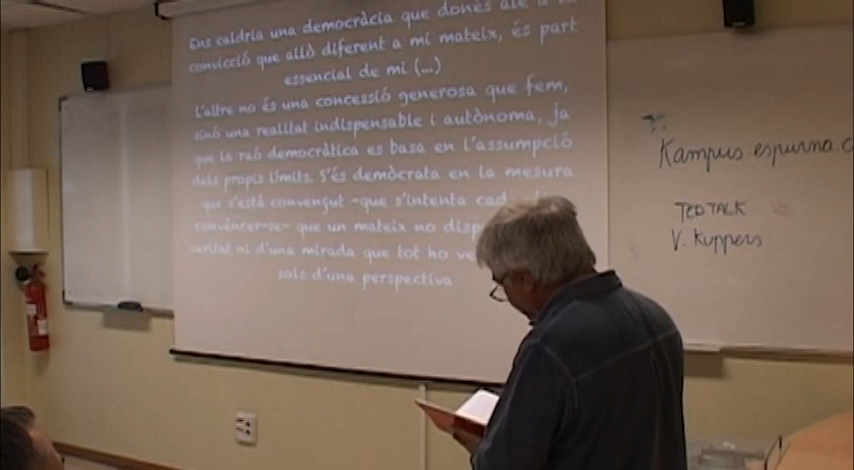 Ens caldria una democràcia que donés
convicció que allò diferent a mi mateix, és part
essencial de mi (...)
L'altre no és una concessió generosa que fem,
sinó una realitat indispensable i autònoma, ja
que la raó democràtica es basa en l'assumpció
dels propis límits. S'és demòcrata en la mesura
que s'està convençut -que s'intenta
convèncer-se- que un mateix no
veritat ni d'una mirada que tot ho
sols d'una perspectiva
Kampus espurna
TED TALK
V. Kuppers